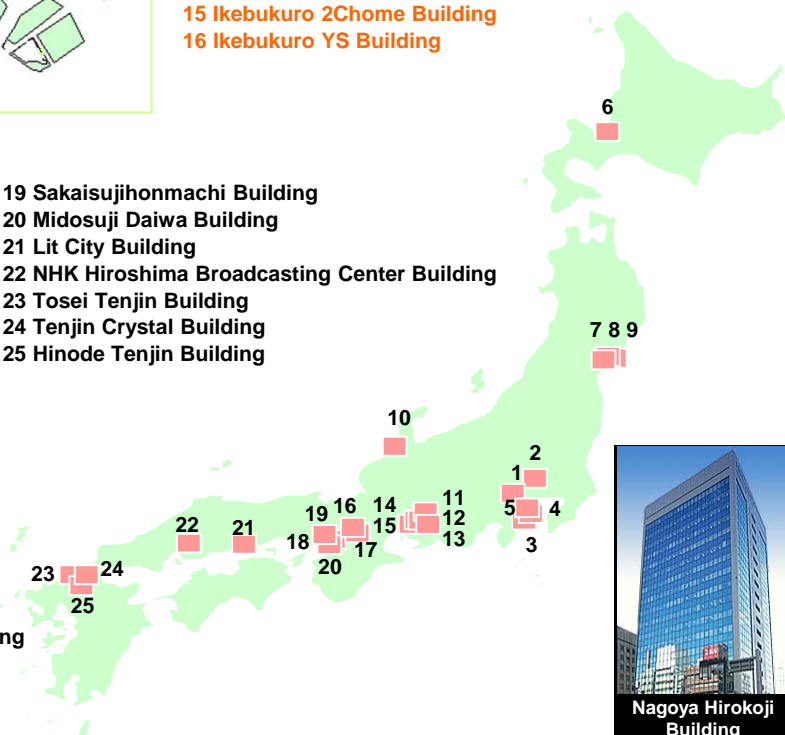 15 Ikebukuro 2Chome Building
16 Ikebukuro YS Building
6
19 Sakaisujihonmachi Building
20 Midosuji Daiwa Building
21 Lit City Building
22 NHK Hiroshima Broadcasting Center Building
23 Tosei Tenjin Building
24 Tenjin Crystal Building
25 Hinode Tenjin Building
7 8 9
10
2
1
11
14
16
19
5
4
12
15
22
21
18
17
13
3
20
23
24
25
ng
Nagoya Hirokoji
Building